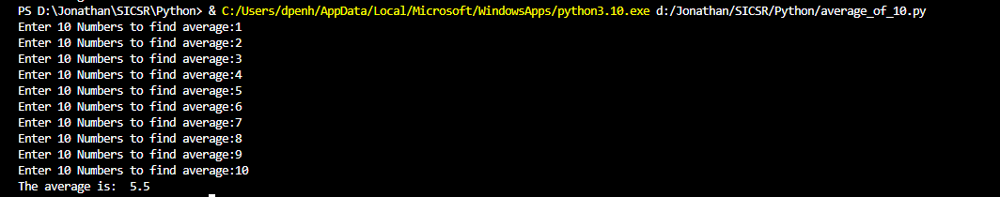 PS D:\Jonathan\SICSR\Python> & C:/Users/dpenh/AppData/Local/Microsoft/WindowsApps/python3.10.exe d:/Jonathan/SICSR/Python/average_of_10.py
Enter 10 Numbers to find average:1
Enter 10 Numbers to find average:2
Enter 10 Numbers to find average:3
Enter 10 Numbers to find average:4
Enter 10 Numbers to find average:5
Enter 10 Numbers to find average:6
Enter 10 Numbers to find average:7
Enter 10 Numbers to find average:8
Enter 10 Numbers to find average:9
Enter 10 Numbers to find average:10
The average is:  5.5